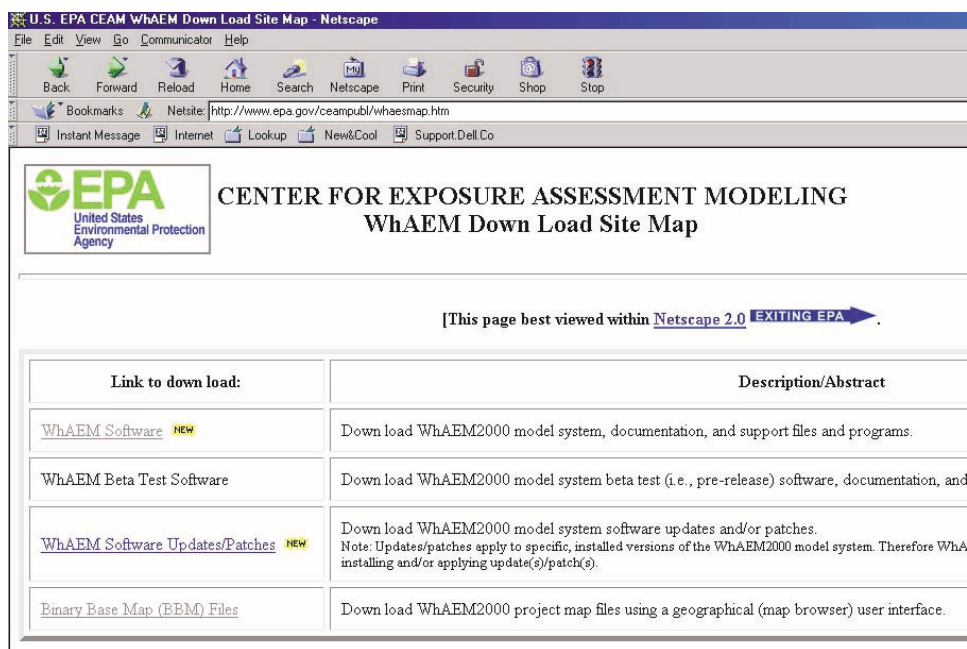 U.S. EPA CEAM WhAEM Down Load Site Map - Netscape
File Edit View Go Communicator Help
Back Forward Reload Home Search Netscape Print Security Shop Stop
Bookmarks Netsite: http://www.epa.gov/ceampubl/whaesmap.htm
Instant Message Internet Lookup New&Cool Support.Dell.Co
EPA
United States
Environmental Protection
Agency
CENTER FOR EXPOSURE ASSESSMENT MODELING
WhAEM Down Load Site Map
[This page best viewed within Netscape 2.0 EXITING EPA .
Link to down load: Description/Abstract
WhAEM Software NEW Down load WhAEM2000 model system, documentation, and support files and programs.
WhAEM Beta Test Software Down load WhAEM2000 model system beta test (i.e., pre-release) software, documentation, and
WhAEM Software Updates/Patches NEW
Down load WhAEM2000 model system software updates and/or patches.
Note: Updates/patches apply to specific, installed versions of the WhAEM2000 model system. Therefore WhA
installing and/or applying update(s)/patch(s).
Binary Base Map (BBM) Files Down load WhAEM2000 project map files using a geographical (map browser) user interface.